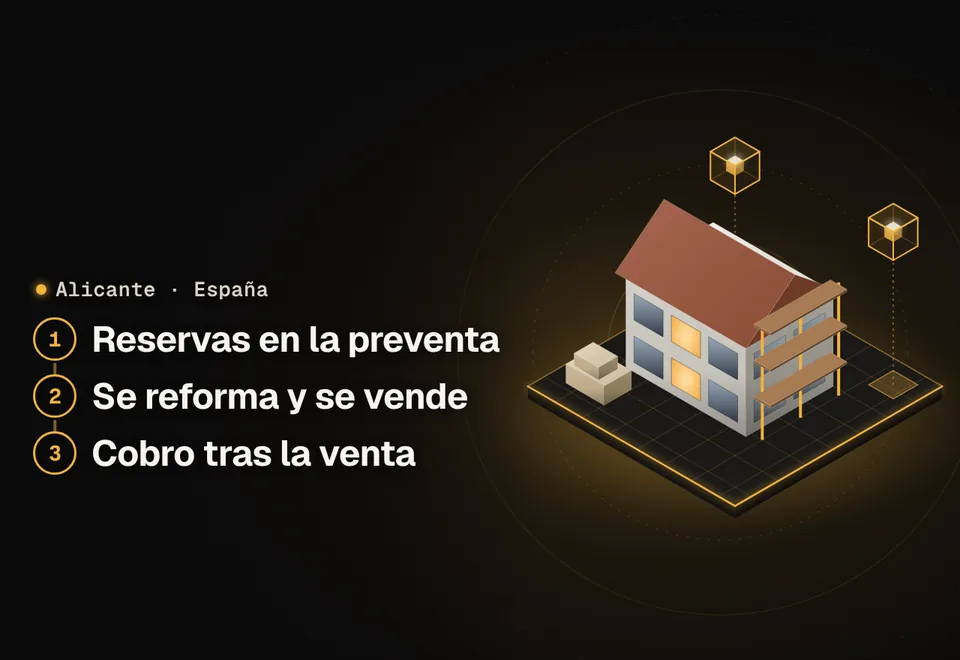 Alicante · España
1 Reservas en la preventa
2 Se reforma y se vende
3 Cobro tras la venta